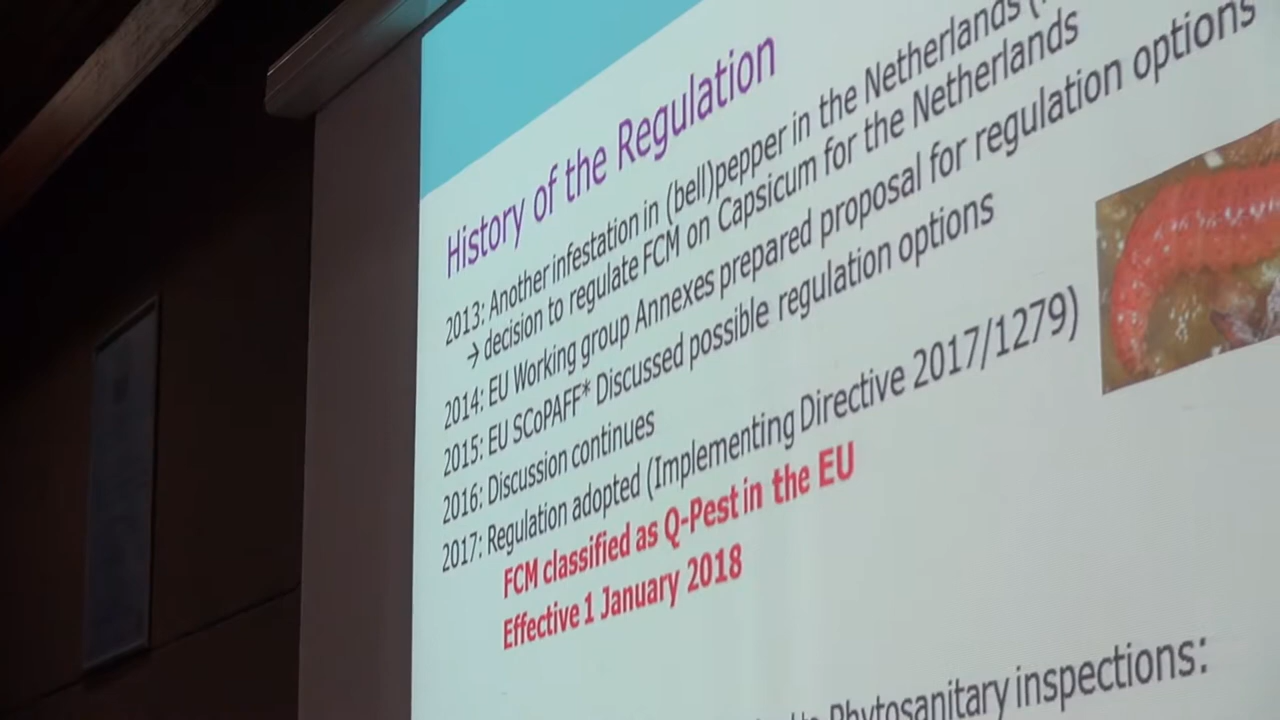 History of the Regulation
2013: Another infestation in (bell)pepper in the Netherlands (
→ decision to regulate FCM on Capsicum for the Netherlands
2014: EU Working group Annexes prepared proposal for regulation options
2015: EU SCoPAFF* Discussed possible regulation options
2016: Discussion continues
2017: Regulation adopted (Implementing Directive 2017/1279)
FCM classified as Q-Pest in the EU
Effective 1 January 2018
Phytosanitary inspections: